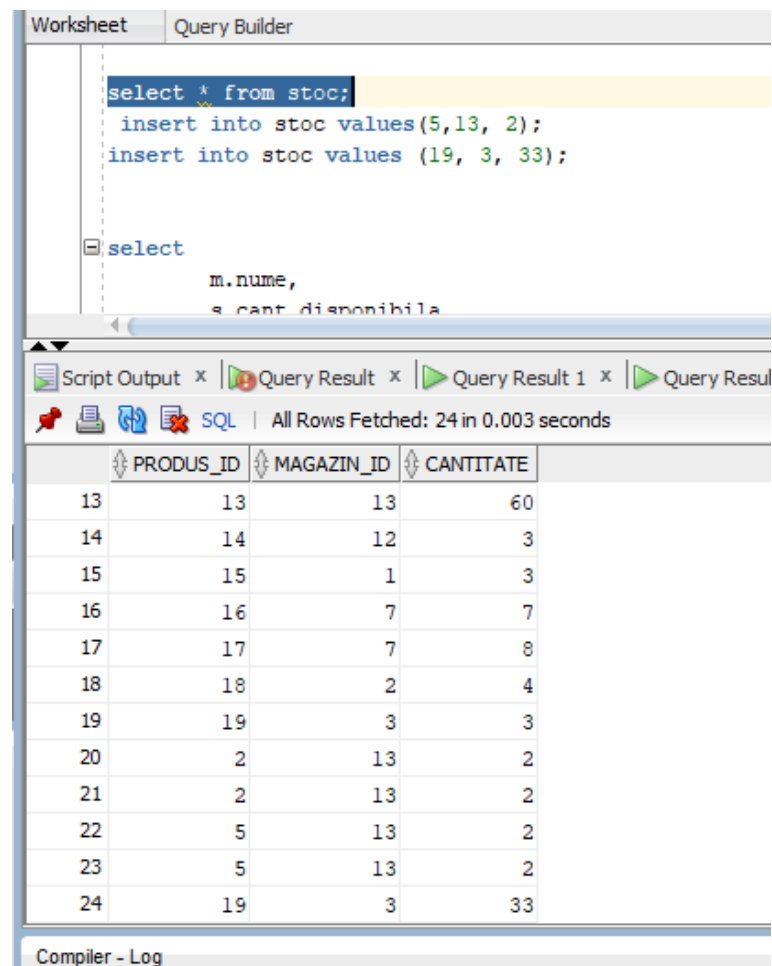 Worksheet Query Builder
select * from stoc;
insert into stoc values(5,13, 2);
insert into stoc values (19, 3, 33);
select
m.nume,
s.cant_disponibila
Script Output x Query Result x Query Result 1 x Query Resul
SQL | All Rows Fetched: 24 in 0.003 seconds
PRODUS_ID MAGAZIN_ID CANTITATE
13 13 13 60
14 14 12 3
15 15 1 3
16 16 7 7
17 17 7 8
18 18 2 4
19 19 3 3
20 2 13 2
21 2 13 2
22 5 13 2
23 5 13 2
24 19 3 33
Compiler - Log